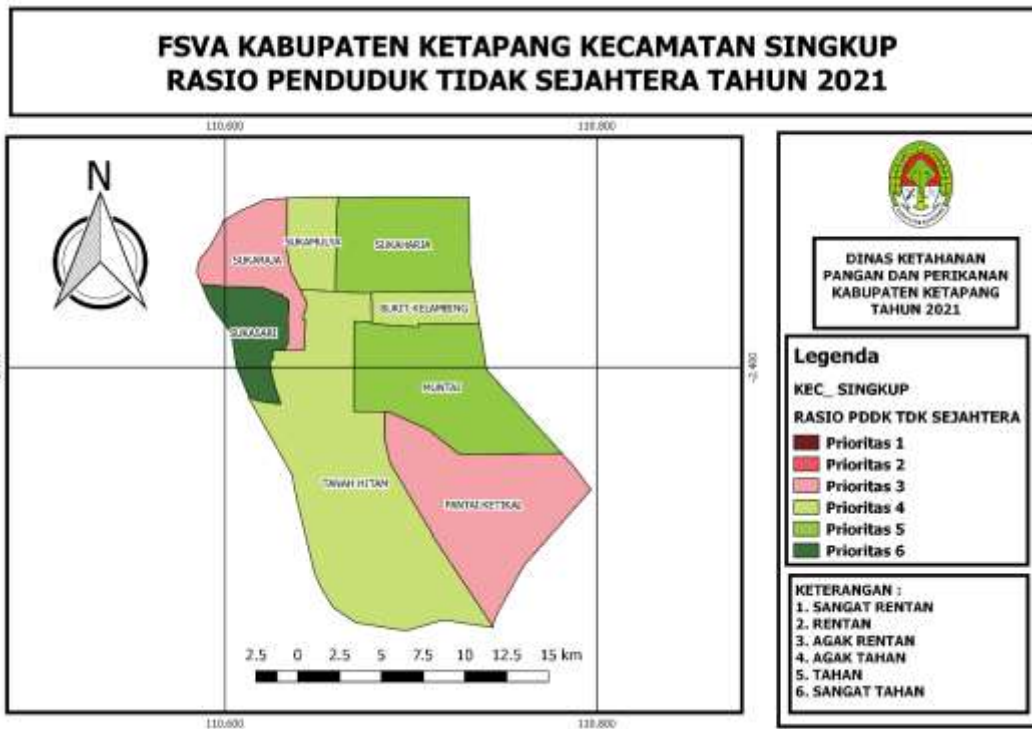 FSVA KABUPATEN KETAPANG KECAMATAN SINGKUP
RASIO PENDUDUK TIDAK SEJAHTERA TAHUN 2021
110.600
110.800
N
SUKARAJA
SUKAMULYA
SUKAHARJA
BUKIT KELAMBENG
SUKASARI
MUNTAI
TANAH HITAM
PANTAI KETIKAL
-2.400
2.5 0 2.5 5 7.5 10 12.5 15 km
110.600
110.800
DINAS KETAHANAN
PANGAN DAN PERIKANAN
KABUPATEN KETAPANG
TAHUN 2021
Legenda
KEC_ SINGKUP
RASIO PDDK TDK SEJAHTERA
Prioritas 1
Prioritas 2
Prioritas 3
Prioritas 4
Prioritas 5
Prioritas 6
KETERANGAN :
1. SANGAT RENTAN
2. RENTAN
3. AGAK RENTAN
4. AGAK TAHAN
5. TAHAN
6. SANGAT TAHAN